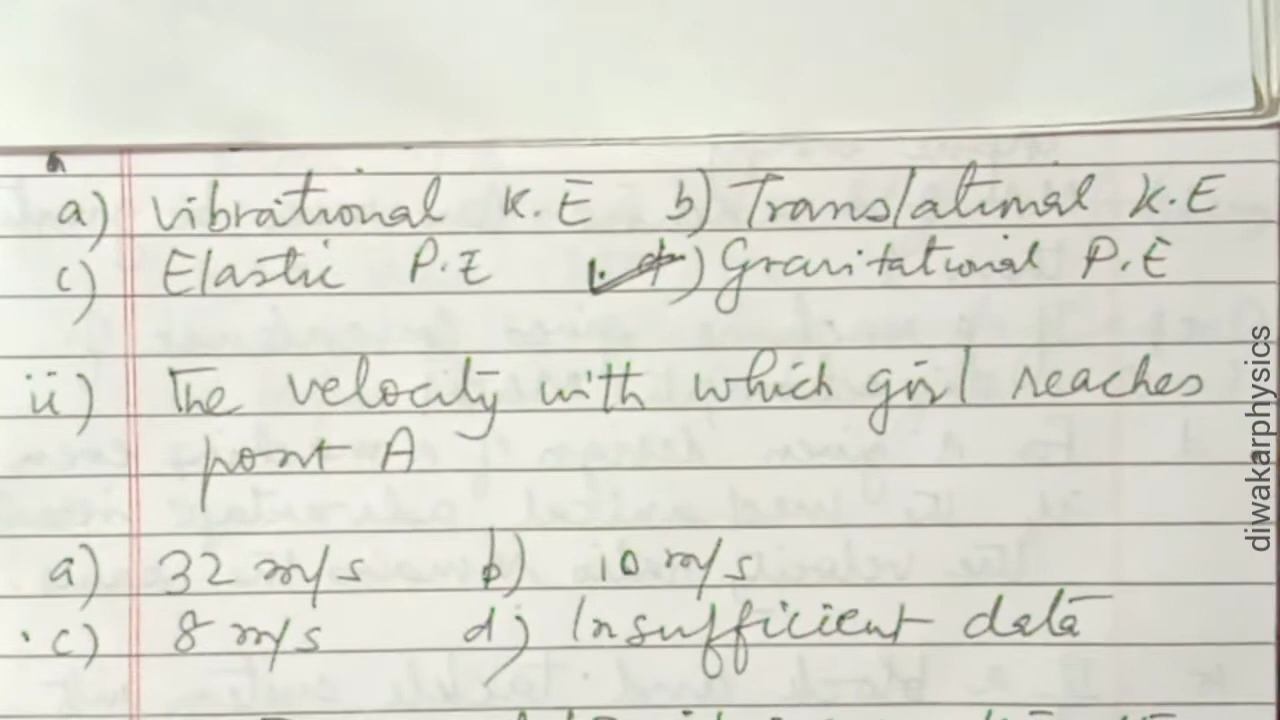 a) Vibrational K.E b) Translational K.E
c) Elastic P.E d) Gravitational P.E
ii) The velocity with which girl reaches
point A
a) 32 m/s b) 10 m/s
c) 8 m/s d) Insufficient data
diwakarphysics